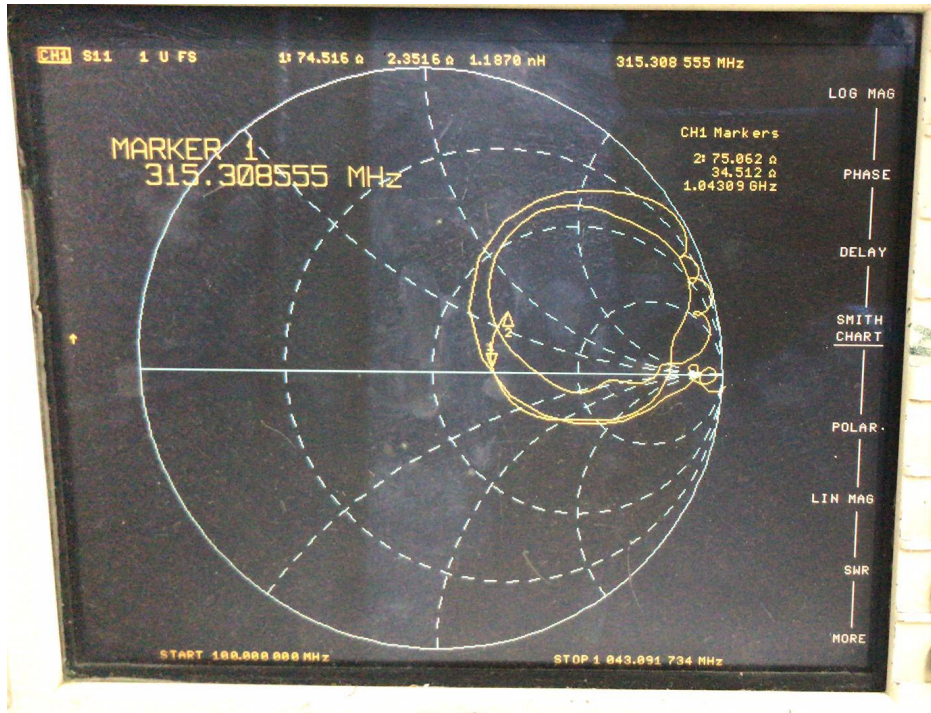 CH1 S11 1 U FS 1: 74.516 Ω 2.3516 Ω 1.1870 nH 315.308 555 MHz
LOG MAG
CH1 Markers
MARKER 1
2: 75.062 Ω
315.308555 MHz
34.512 Ω
PHASE
1.04309 GHz
DELAY
SMITH
CHART
1
2
POLAR
LIN MAG
SWR
MORE
START 100.000 000 MHz STOP 1 043.091 734 MHz